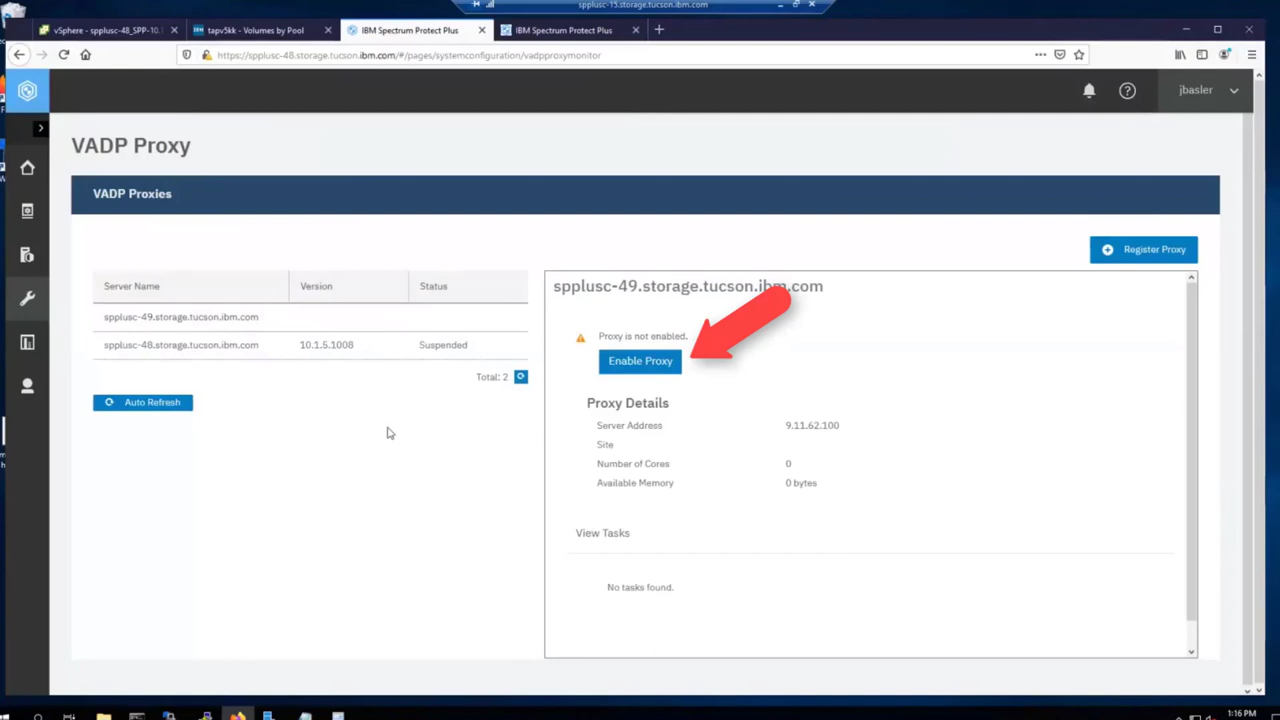 spplusc-15.storage.tucson.ibm.com
vSphere - spplusc-48_SPP-10.
tapv5kk - Volumes by Pool
IBM Spectrum Protect Plus
IBM Spectrum Protect Plus
https://spplusc-48.storage.tucson.ibm.com/#/pages/systemconfiguration/vadpproxymonitor
jbasler
VADP Proxy
VADP Proxies
Register Proxy
Server Name Version Status
spplusc-49.storage.tucson.ibm.com
spplusc-48.storage.tucson.ibm.com 10.1.5.1008 Suspended
Total: 2
Auto Refresh
spplusc-49.storage.tucson.ibm.com
Proxy is not enabled.
Enable Proxy
Proxy Details
Server Address 9.11.62.100
Site
Number of Cores 0
Available Memory 0 bytes
View Tasks
No tasks found.
1:16 PM